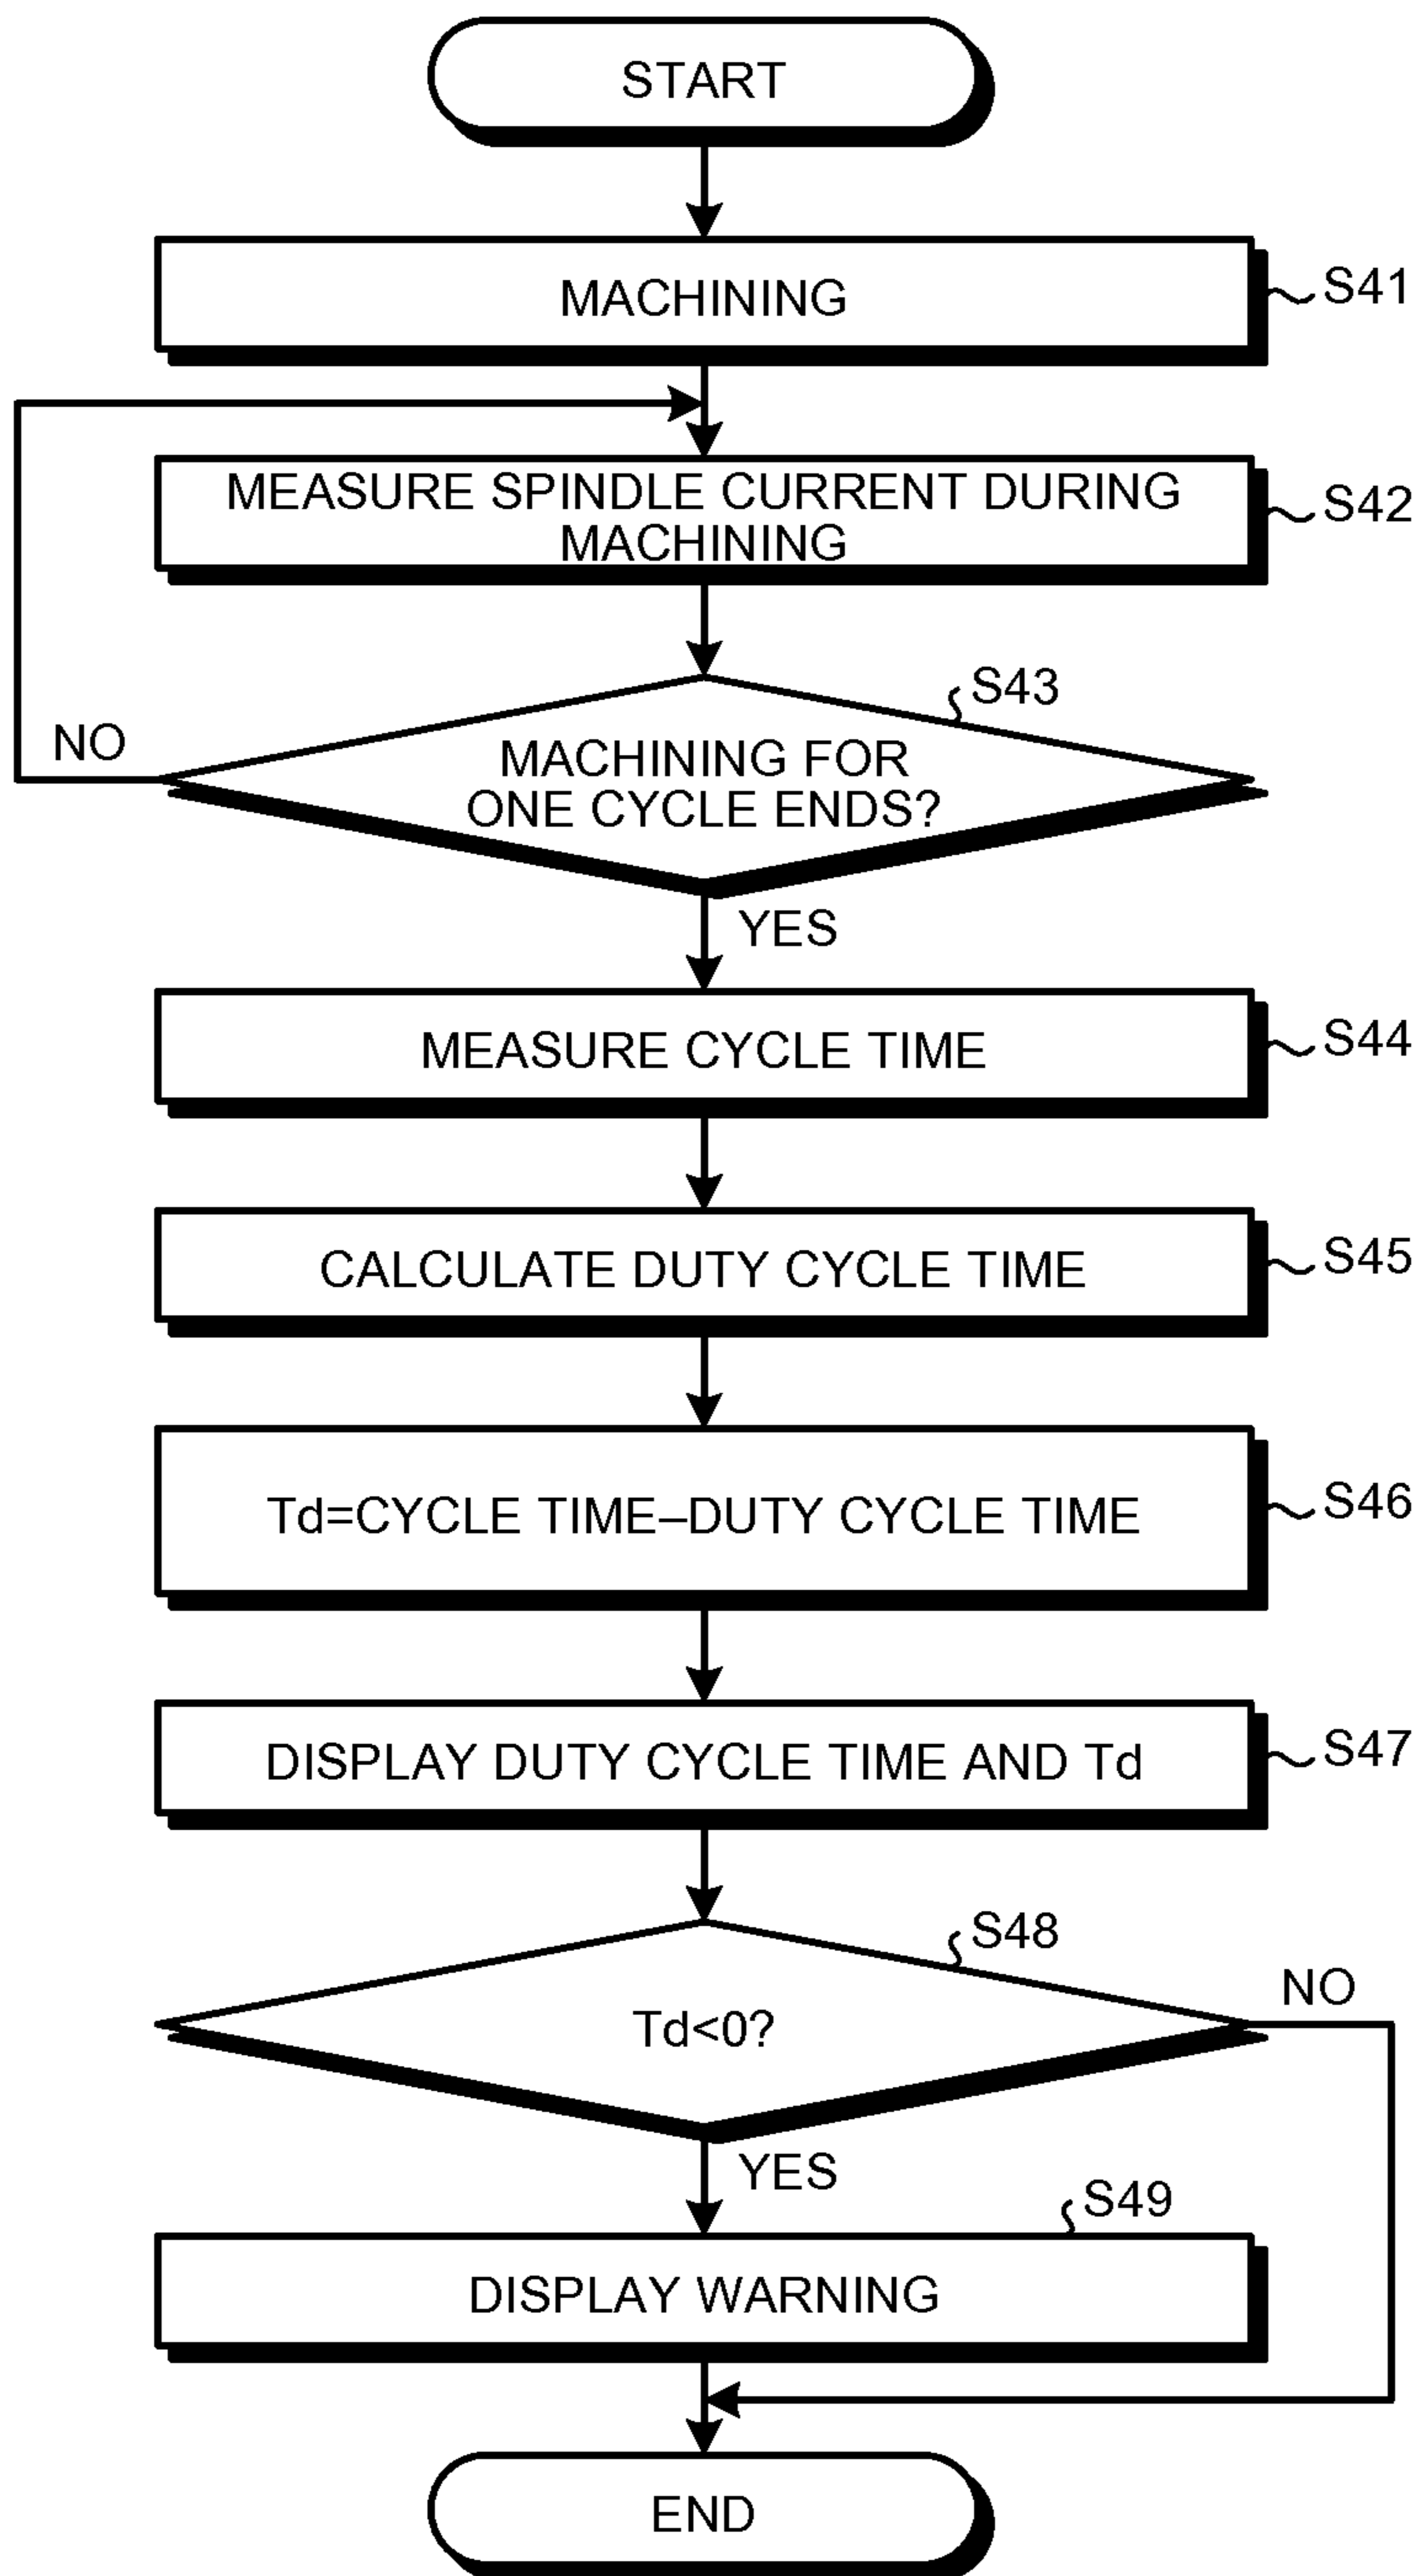 START
MACHINING
S41
MEASURE SPINDLE CURRENT DURING
MACHINING
S42
S43
NO
MACHINING FOR
ONE CYCLE ENDS?
YES
MEASURE CYCLE TIME
S44
CALCULATE DUTY CYCLE TIME
S45
Td=CYCLE TIME–DUTY CYCLE TIME
S46
DISPLAY DUTY CYCLE TIME AND Td
S47
S48
NO
Td<0?
YES
S49
DISPLAY WARNING
END